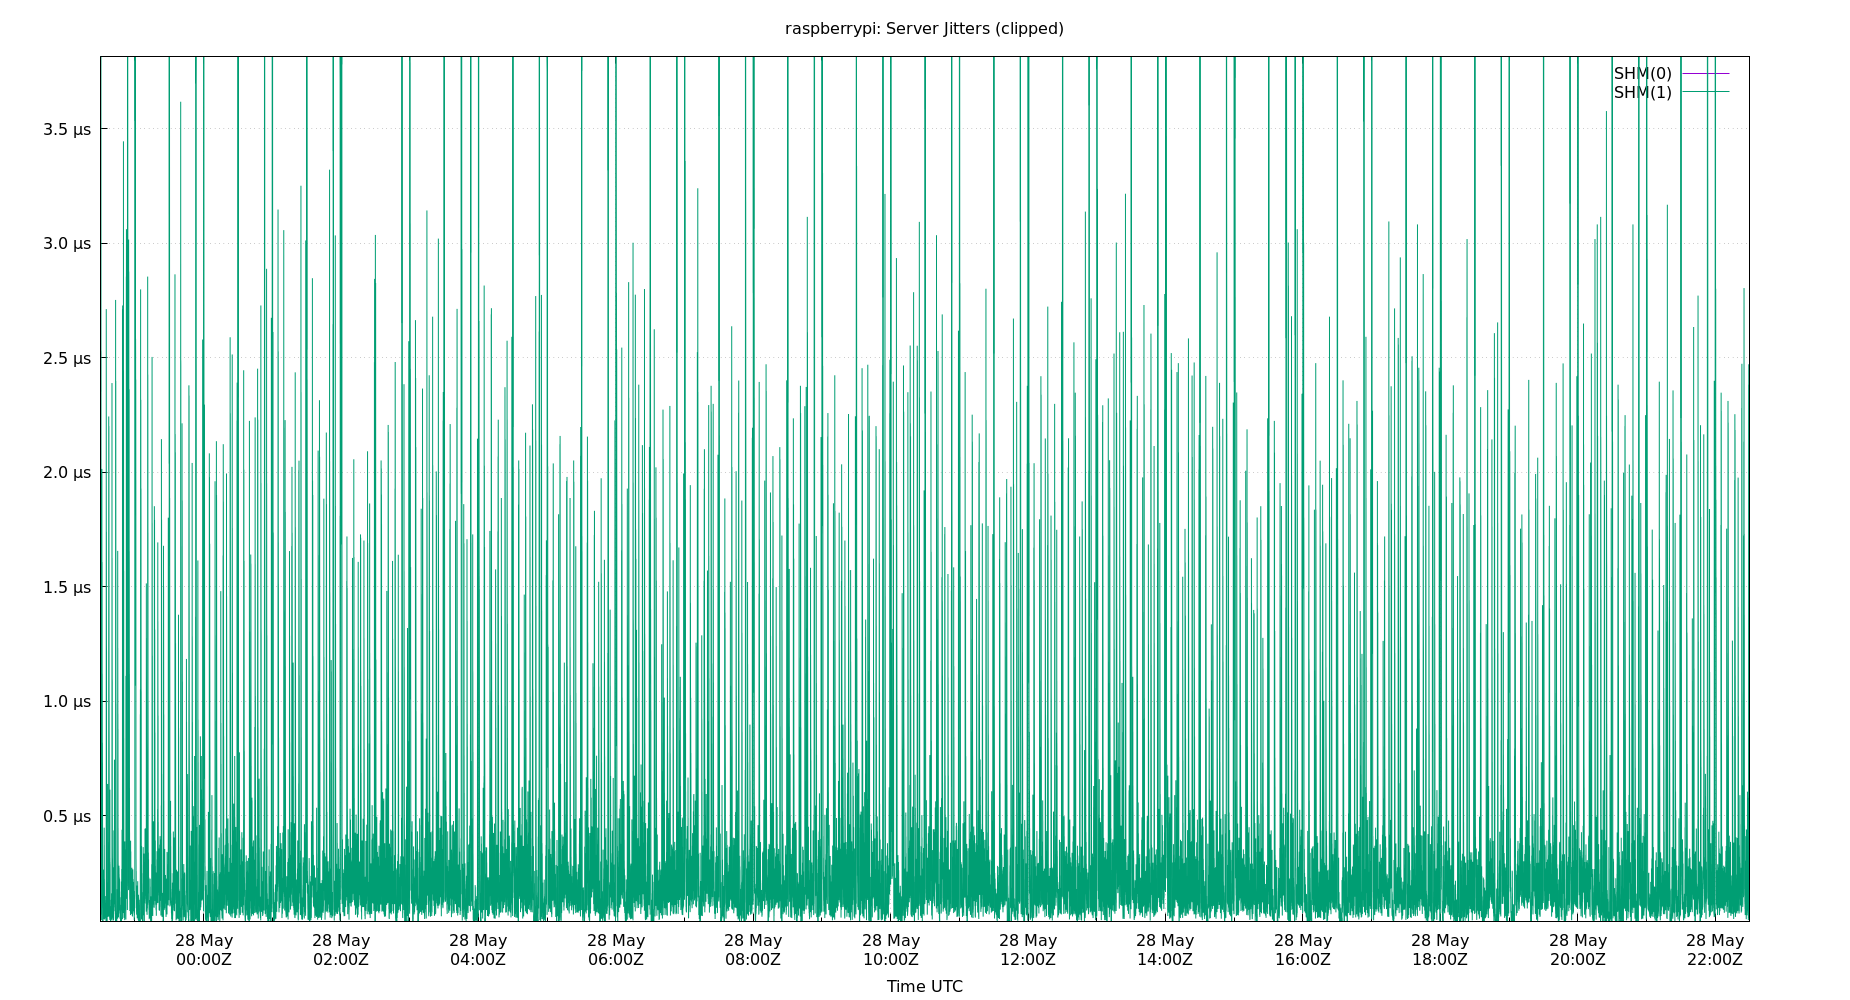 raspberrypi: Server Jitters (clipped)
SHM(0)
SHM(1)
3.5 μs
3.0 μs
2.5 μs
2.0 μs
1.5 μs
1.0 μs
0.5 μs
28 May 28 May 28 May 28 May 28 May 28 May 28 May 28 May 28 May 28 May 28 May 28 May
00:00Z 02:00Z 04:00Z 06:00Z 08:00Z 10:00Z 12:00Z 14:00Z 16:00Z 18:00Z 20:00Z 22:00Z
Time UTC